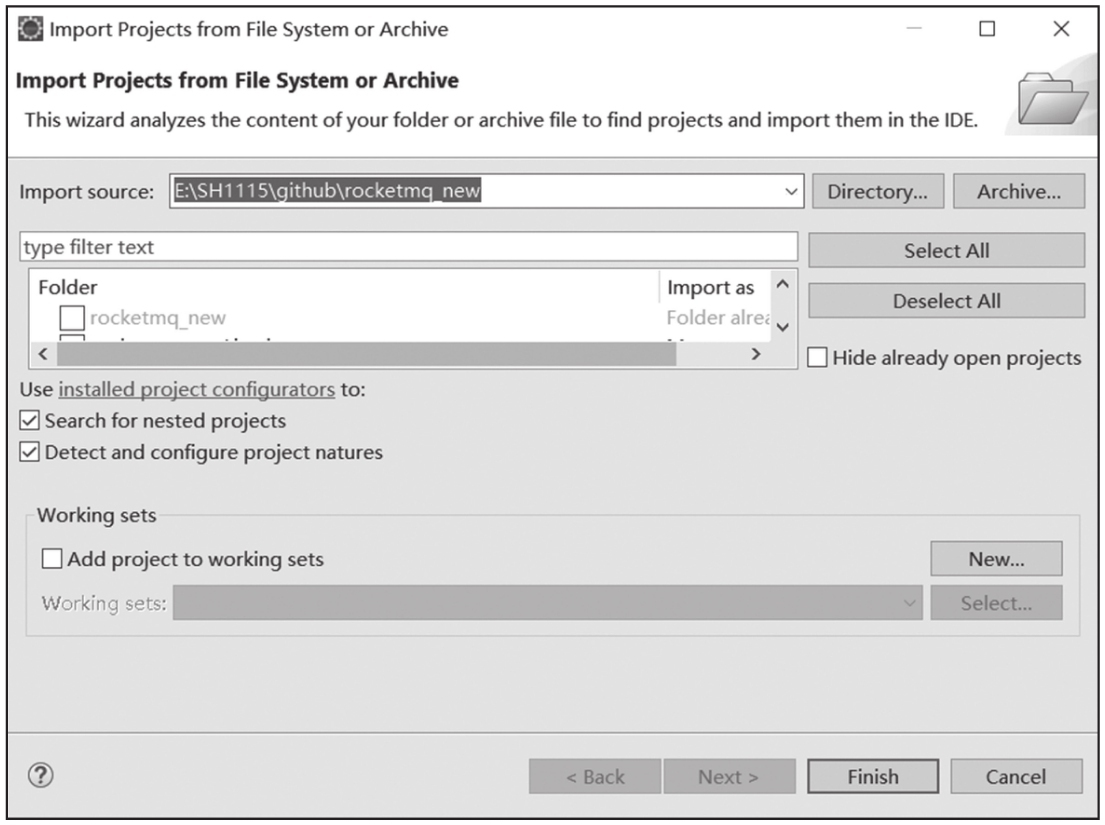 Import Projects from File System or Archive
Import Projects from File System or Archive
This wizard analyzes the content of your folder or archive file to find projects and import them in the IDE.
Import source: E:\SH1115\github\rocketmq_new Directory... Archive...
type filter text Select All
Folder Import as
Deselect All
rocketmq_new Folder alrea
Hide already open projects
Use installed project configurators to:
Search for nested projects
Detect and configure project natures
Working sets
Add project to working sets New...
Working sets: Select...
< Back Next > Finish Cancel